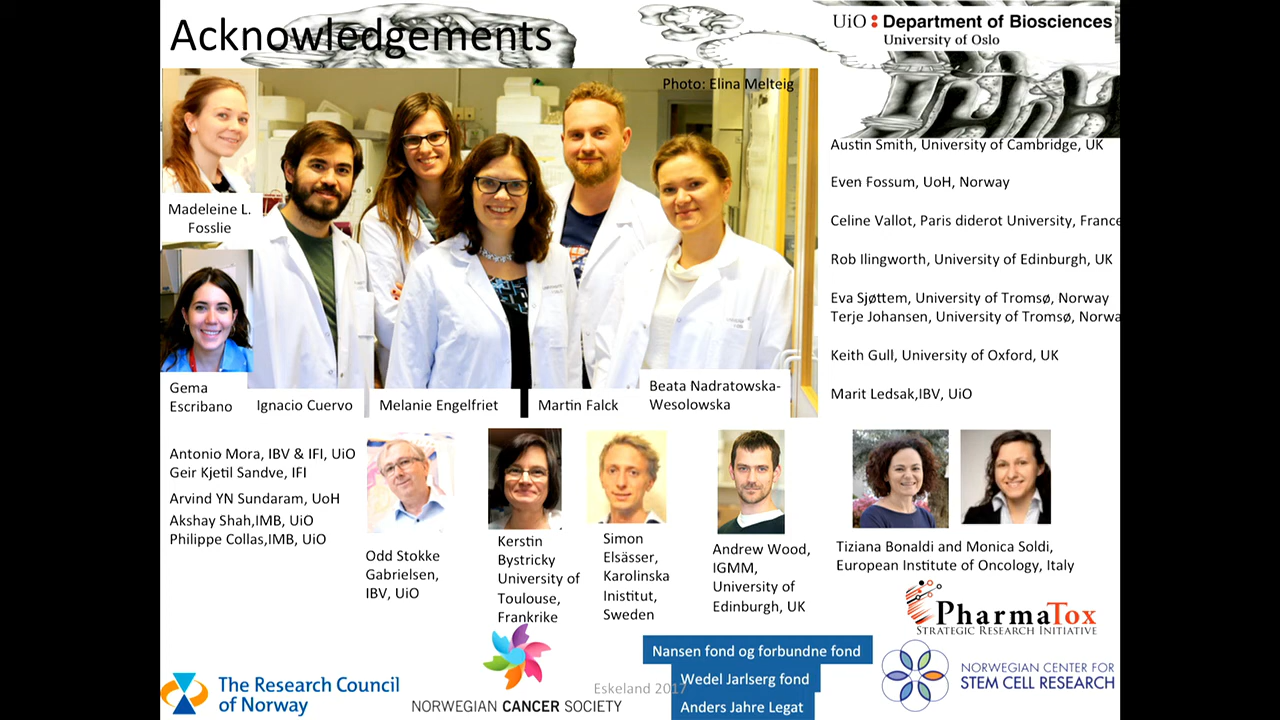 Acknowledgements
UiO Department of Biosciences
University of Oslo
Photo: Elina Melteig
Madeleine L.
Fosslie
Gema
Escribano
Ignacio Cuervo
Melanie Engelfriet
Martin Falck
Beata Nadratowska-
Wesolowska
Austin Smith, University of Cambridge, UK
Even Fossum, UoH, Norway
Celine Vallot, Paris diderot University, France
Rob Ilingworth, University of Edinburgh, UK
Eva Sjøttem, University of Tromsø, Norway
Terje Johansen, University of Tromsø, Norwa
Keith Gull, University of Oxford, UK
Marit Ledsak,IBV, UiO
Antonio Mora, IBV & IFI, UiO
Geir Kjetil Sandve, IFI
Arvind YN Sundaram, UoH
Akshay Shah,IMB, UiO
Philippe Collas,IMB, UiO
Odd Stokke
Gabrielsen,
IBV, UiO
Kerstin
Bystricky
University of
Toulouse,
Frankrike
Simon
Elsässer,
Karolinska
Inistitut,
Sweden
Andrew Wood,
IGMM,
University of
Edinburgh, UK
Tiziana Bonaldi and Monica Soldi,
European Institute of Oncology, Italy
PharmaTox
STRATEGIC RESEARCH INITIATIVE
The Research Council
of Norway
NORWEGIAN CANCER SOCIETY
Nansen fond og forbundne fond
Wedel Jarlserg fond
Anders Jahre Legat
Eskeland 2017
NORWEGIAN CENTER FOR
STEM CELL RESEARCH